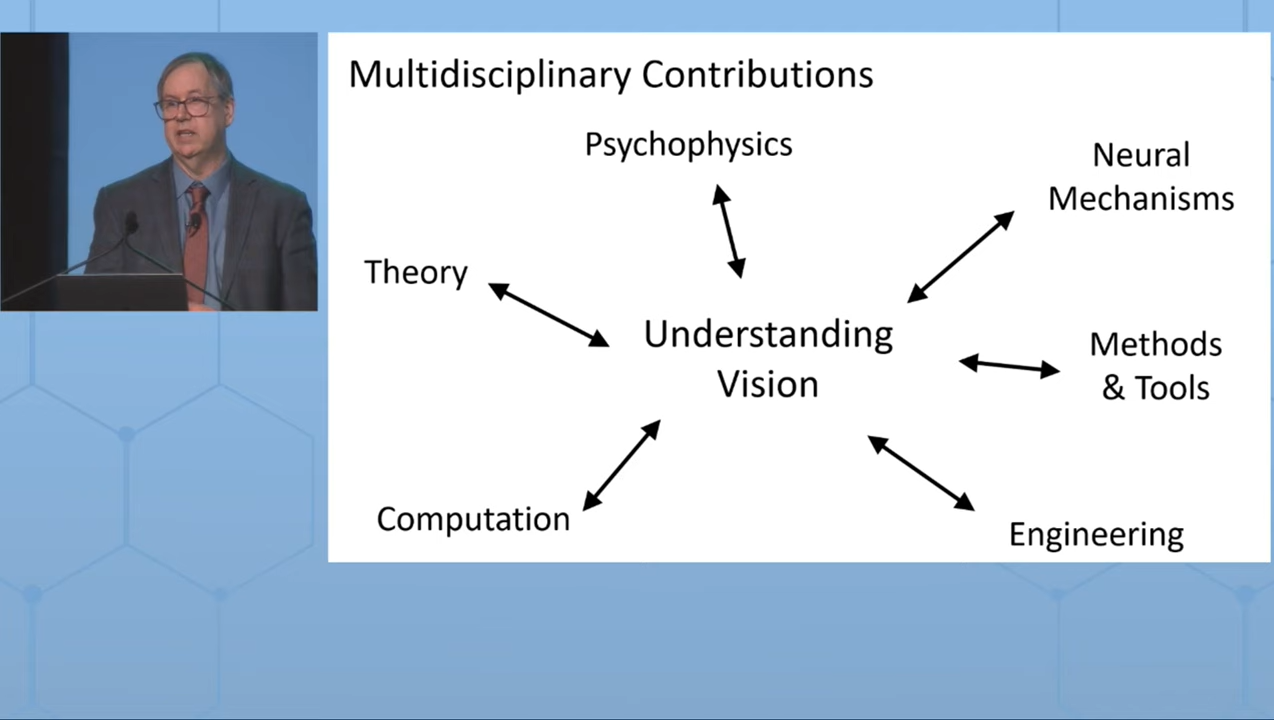 Multidisciplinary Contributions
Psychophysics
Neural
Mechanisms
Theory
Understanding
Vision
Methods
& Tools
Computation
Engineering